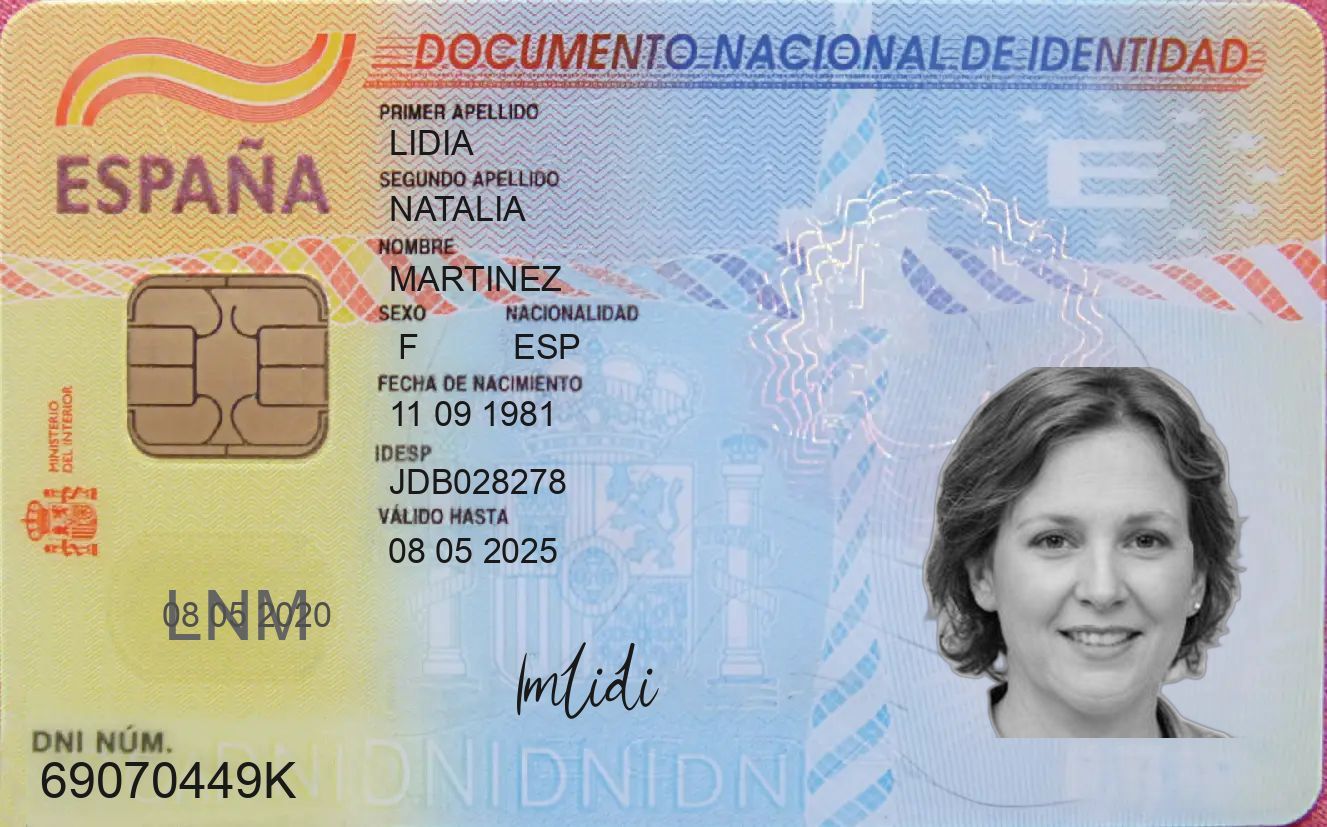 DOCUMENTO NACIONAL DE IDENTIDAD
ESPAÑA
PRIMER APELLIDO
LIDIA
SEGUNDO APELLIDO
NATALIA
NOMBRE
MARTINEZ
SEXO NACIONALIDAD
F ESP
FECHA DE NACIMIENTO
11 09 1981
IDESP
JDB028278
VÁLIDO HASTA
08 05 2025
MINISTERIO
DEL INTERIOR
E
LNM
08 05 2020
lmlidi
DNI NÚM.
69070449K
DNIDNIDNIDNI